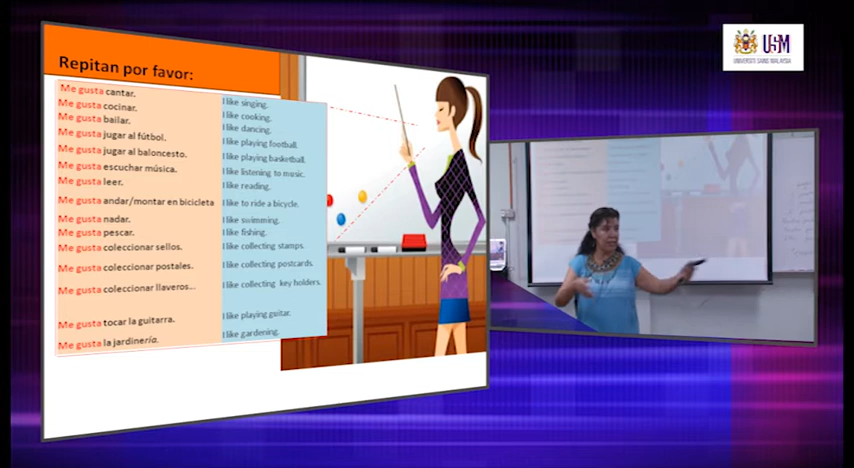 USM
UNIVERSITI SAINS MALAYSIA
Repitan por favor:
Me gusta cantar. I like singing.
Me gusta cocinar. I like cooking.
Me gusta bailar. I like dancing.
Me gusta jugar al fútbol. I like playing football.
Me gusta jugar al baloncesto. I like playing basketball.
Me gusta escuchar música. I like listening to music.
Me gusta leer. I like reading.
Me gusta andar/montar en bicicleta I like to ride a bicycle.
Me gusta nadar. I like swimming.
Me gusta pescar. I like fishing.
Me gusta coleccionar sellos. I like collecting stamps.
Me gusta coleccionar postales. I like collecting postcards.
Me gusta coleccionar llaveros... I like collecting key holders.
Me gusta tocar la guitarra. I like playing guitar.
Me gusta la jardinería. I like gardening.